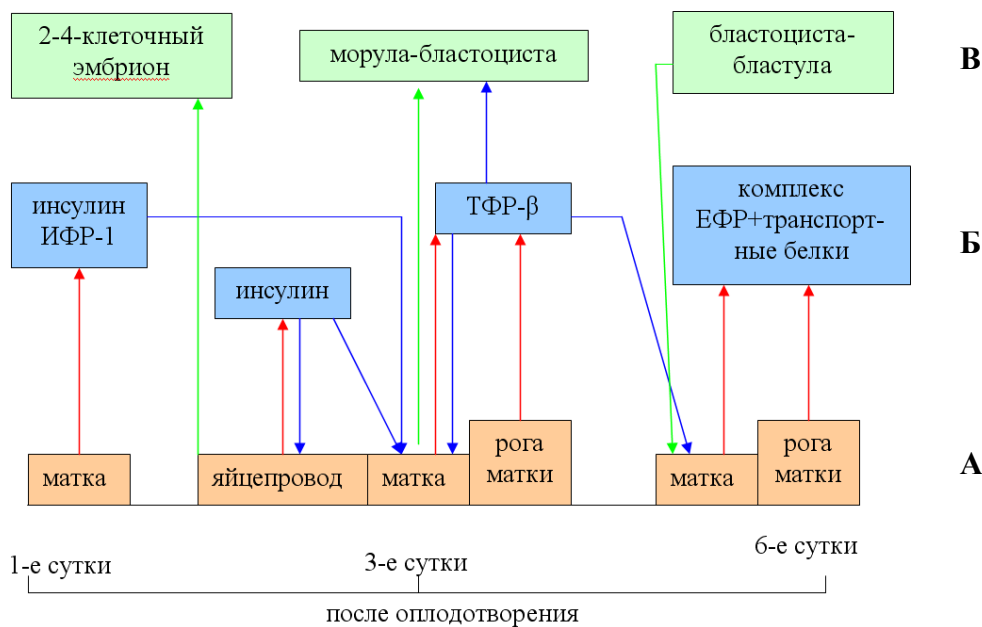 2-4-клеточный
эмбрион
морула-бластоциста
бластоциста-
бластула
В
инсулин
ИФР-1
инсулин
ТФР-β
комплекс
ЕФР+транспорт-
ные белки
Б
матка
яйцепровод
матка
рога
матки
матка
рога
матки
А
1-е сутки
3-е сутки
6-е сутки
после оплодотворения